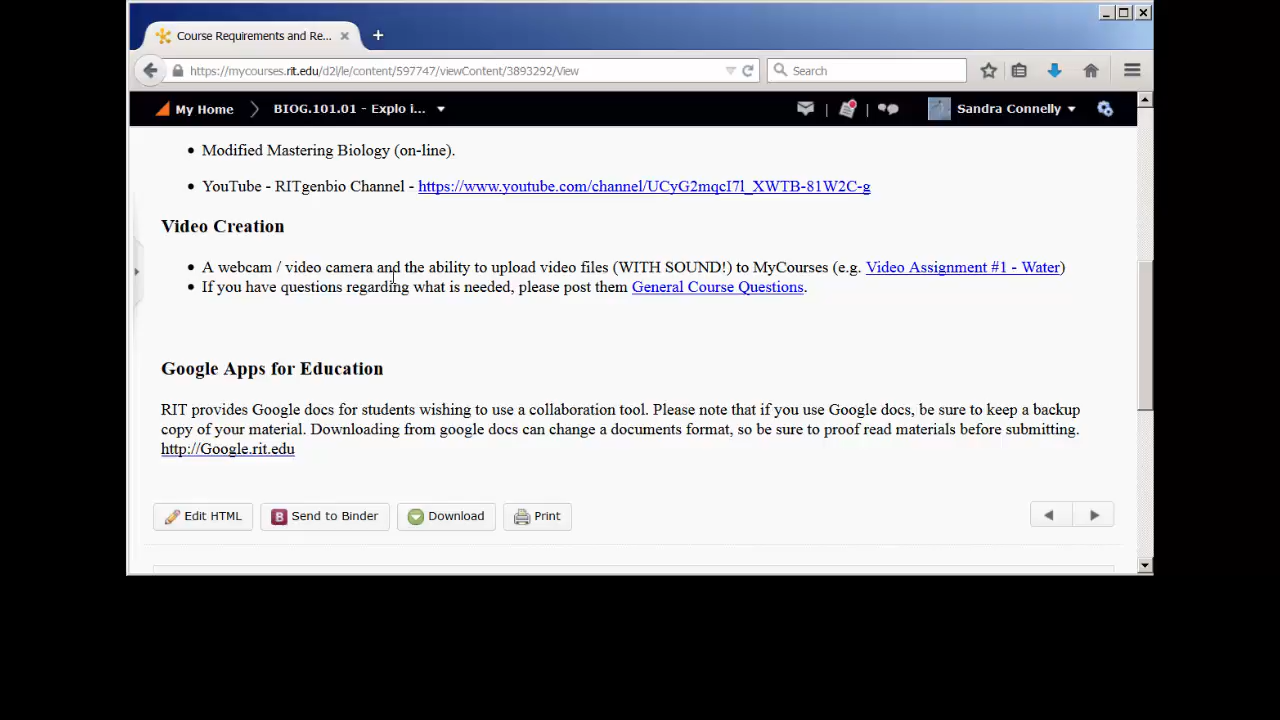 Course Requirements and Re...
https://mycourses.rit.edu/d2l/le/content/597747/viewContent/3893292/View
Search
My Home
BIOG.101.01 - Explo i...
Sandra Connelly
• Modified Mastering Biology (on-line).
• YouTube - RITgenbio Channel - https://www.youtube.com/channel/UCyG2mqcI7l_XWTB-81W2C-g
Video Creation
• A webcam / video camera and the ability to upload video files (WITH SOUND!) to MyCourses (e.g. Video Assignment #1 - Water)
• If you have questions regarding what is needed, please post them General Course Questions.
Google Apps for Education
RIT provides Google docs for students wishing to use a collaboration tool. Please note that if you use Google docs, be sure to keep a backup
copy of your material. Downloading from google docs can change a documents format, so be sure to proof read materials before submitting.
http://Google.rit.edu
Edit HTML
B Send to Binder
Download
Print